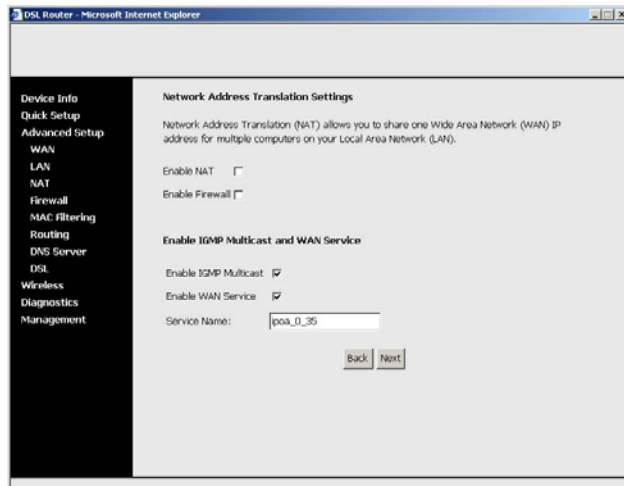 DSL Router - Microsoft Internet Explorer
Device Info
Quick Setup
Advanced Setup
WAN
LAN
NAT
Firewall
MAC Filtering
Routing
DNS Server
DSL
Wireless
Diagnostics
Management
Network Address Translation Settings
Network Address Translation (NAT) allows you to share one Wide Area Network (WAN) IP
address for multiple computers on your Local Area Network (LAN).
Enable NAT
Enable Firewall
Enable IGMP Multicast and WAN Service
Enable IGMP Multicast
Enable WAN Service
Service Name: ipoa_0_35
Back Next